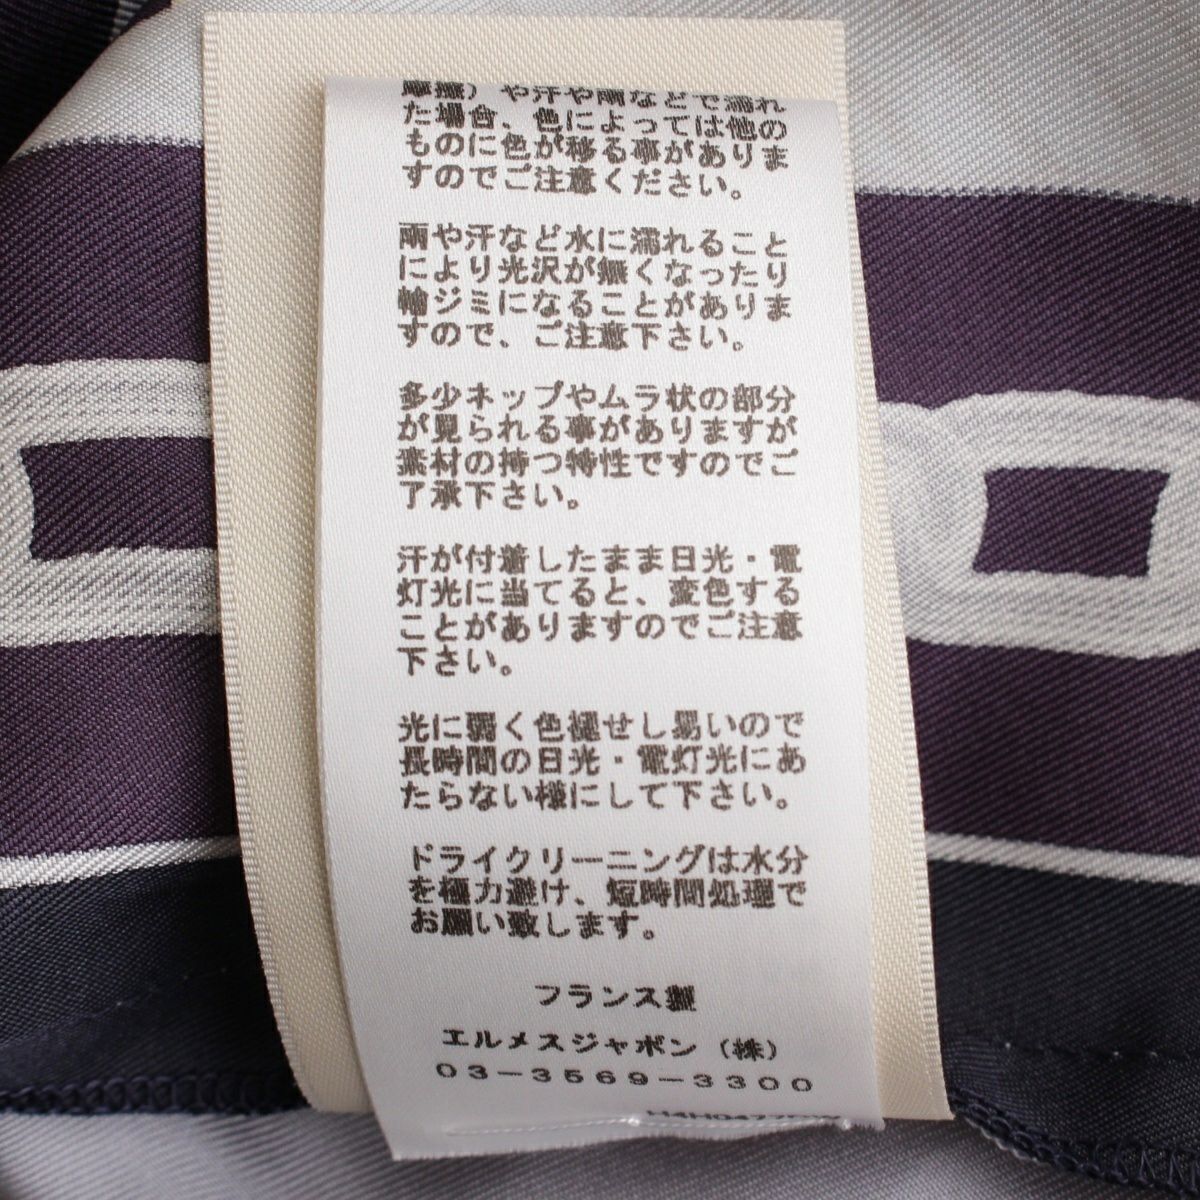 摩擦）や汗や雨などで濡れ
た場合、色によっては他の
ものに色が移る事がありま
すのでご注意ください。
雨や汗など水に濡れること
により光沢が無くなったり
輪ジミになることがありま
すので、ご注意下さい。
多少ネップやムラ状の部分
が見られる事がありますが
素材の持つ特性ですのでご
了承下さい。
汗が付着したまま日光・電
灯光に当てると、変色する
ことがありますのでご注意
下さい。
光に弱く色褪せし易いので
長時間の日光・電灯光にあ
たらない様にして下さい。
ドライクリーニングは水分
を極力避け、短時間処理で
お願い致します。
フランス製
エルメスジャポン（株）
０３－３５６９－３３００